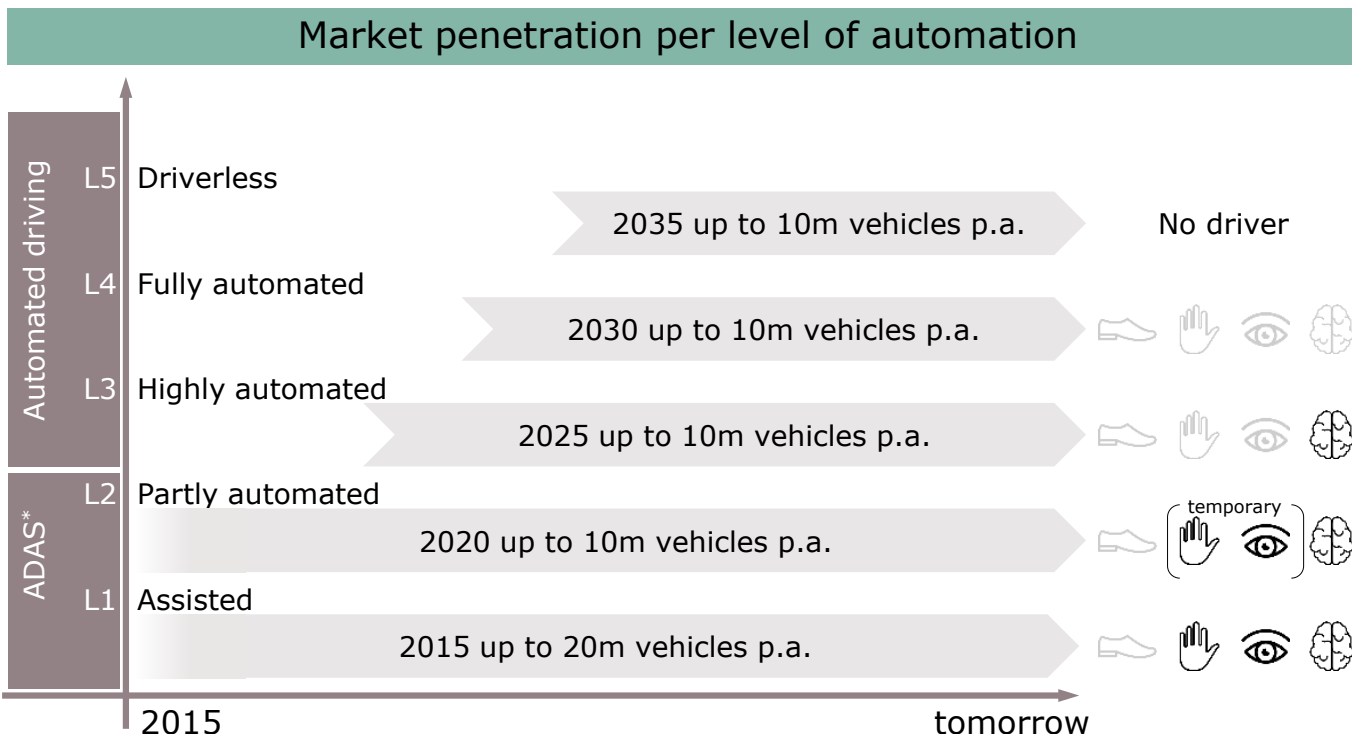 Market penetration per level of automation
Automated driving
L5 Driverless
2035 up to 10m vehicles p.a. No driver
L4 Fully automated
2030 up to 10m vehicles p.a.
L3 Highly automated
2025 up to 10m vehicles p.a.
ADAS*
L2 Partly automated
temporary
2020 up to 10m vehicles p.a.
L1 Assisted
2015 up to 20m vehicles p.a.
2015 tomorrow